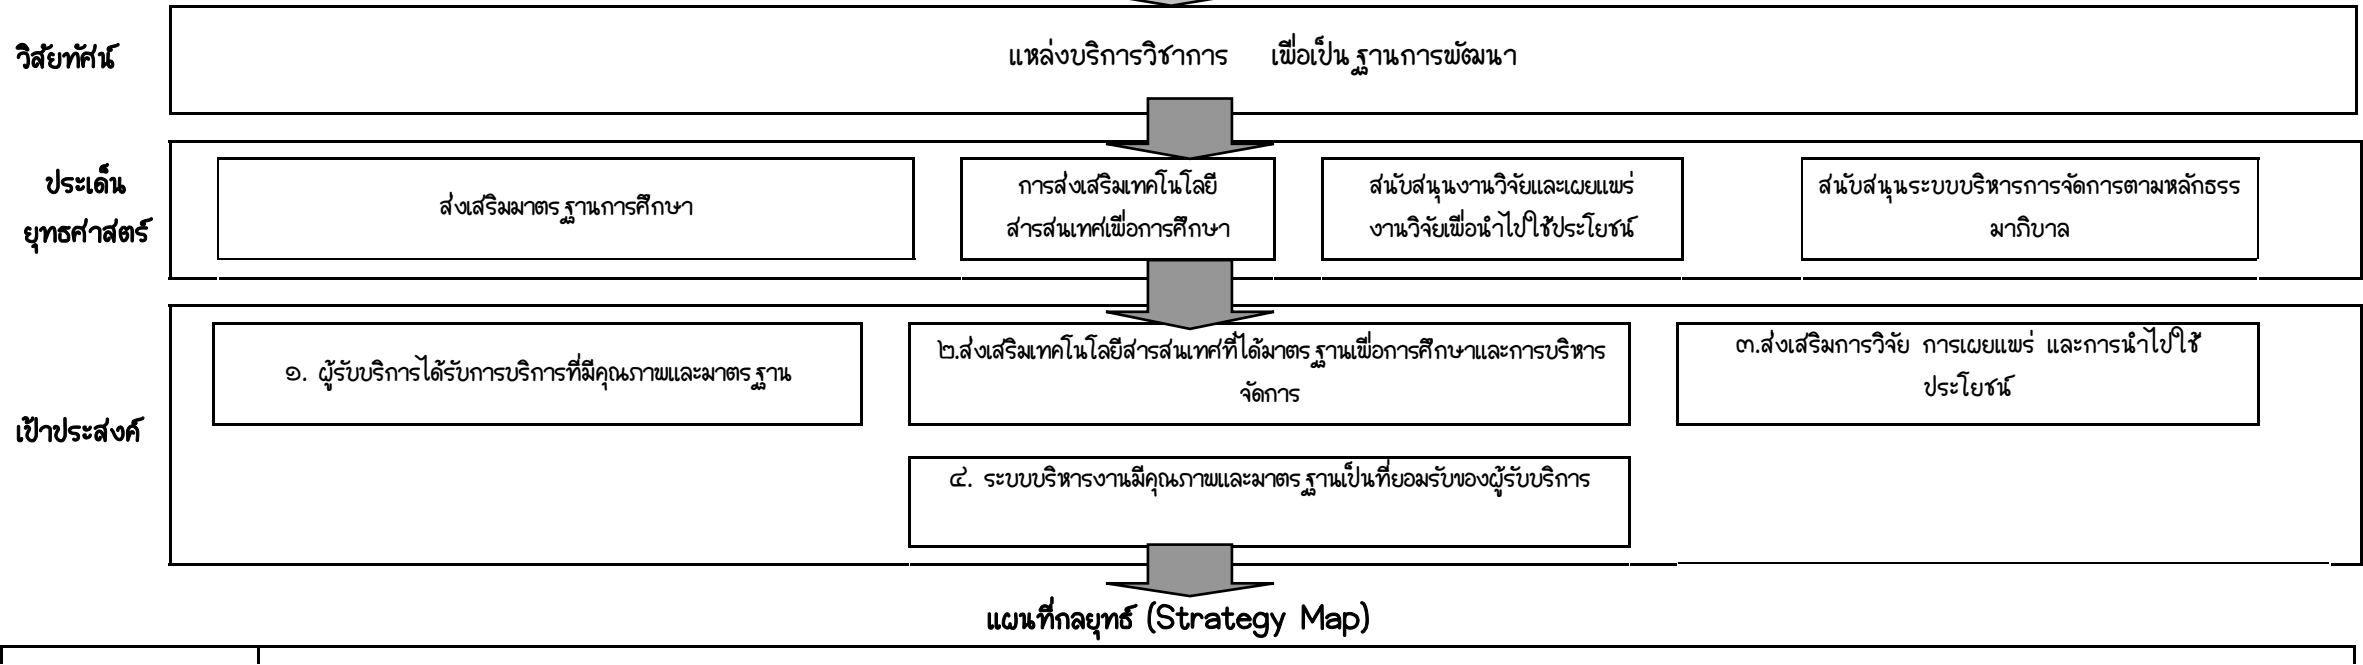 วิสัยทัศน์
แหล่งบริการวิชาการ เพื่อเป็นฐานการพัฒนา
ประเด็น
ยุทธศาสตร์
ส่งเสริมมาตรฐานการศึกษา
การส่งเสริมเทคโนโลยี
สารสนเทศเพื่อการศึกษา
สนับสนุนงานวิจัยและเผยแพร่
งานวิจัยเพื่อนำไปใช้ประโยชน์
สนับสนุนระบบบริหารการจัดการตามหลักธรร
มาภิบาล
เป้าประสงค์
๑. ผู้รับบริการได้รับการบริการที่มีคุณภาพและมาตรฐาน
๒.ส่งเสริมเทคโนโลยีสารสนเทศที่ได้มาตรฐานเพื่อการศึกษาและการบริหาร
จัดการ
๓.ส่งเสริมการวิจัย การเผยแพร่ และการนำไปใช้
ประโยชน์
๔. ระบบบริหารงานมีคุณภาพและมาตรฐานเป็นที่ยอมรับของผู้รับบริการ
แผนที่กลยุทธ์ (Strategy Map)